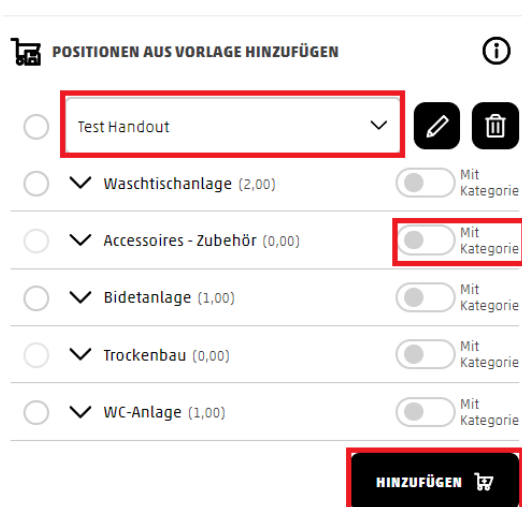 POSITIONEN AUS VORLAGE HINZUFÜGEN
Test Handout
Waschtischanlage (2,00)
Mit
Kategorie
Accessoires - Zubehör (0,00)
Mit
Kategorie
Bidetanlage (1,00)
Mit
Kategorie
Trockenbau (0,00)
Mit
Kategorie
WC-Anlage (1,00)
Mit
Kategorie
HINZUFÜGEN